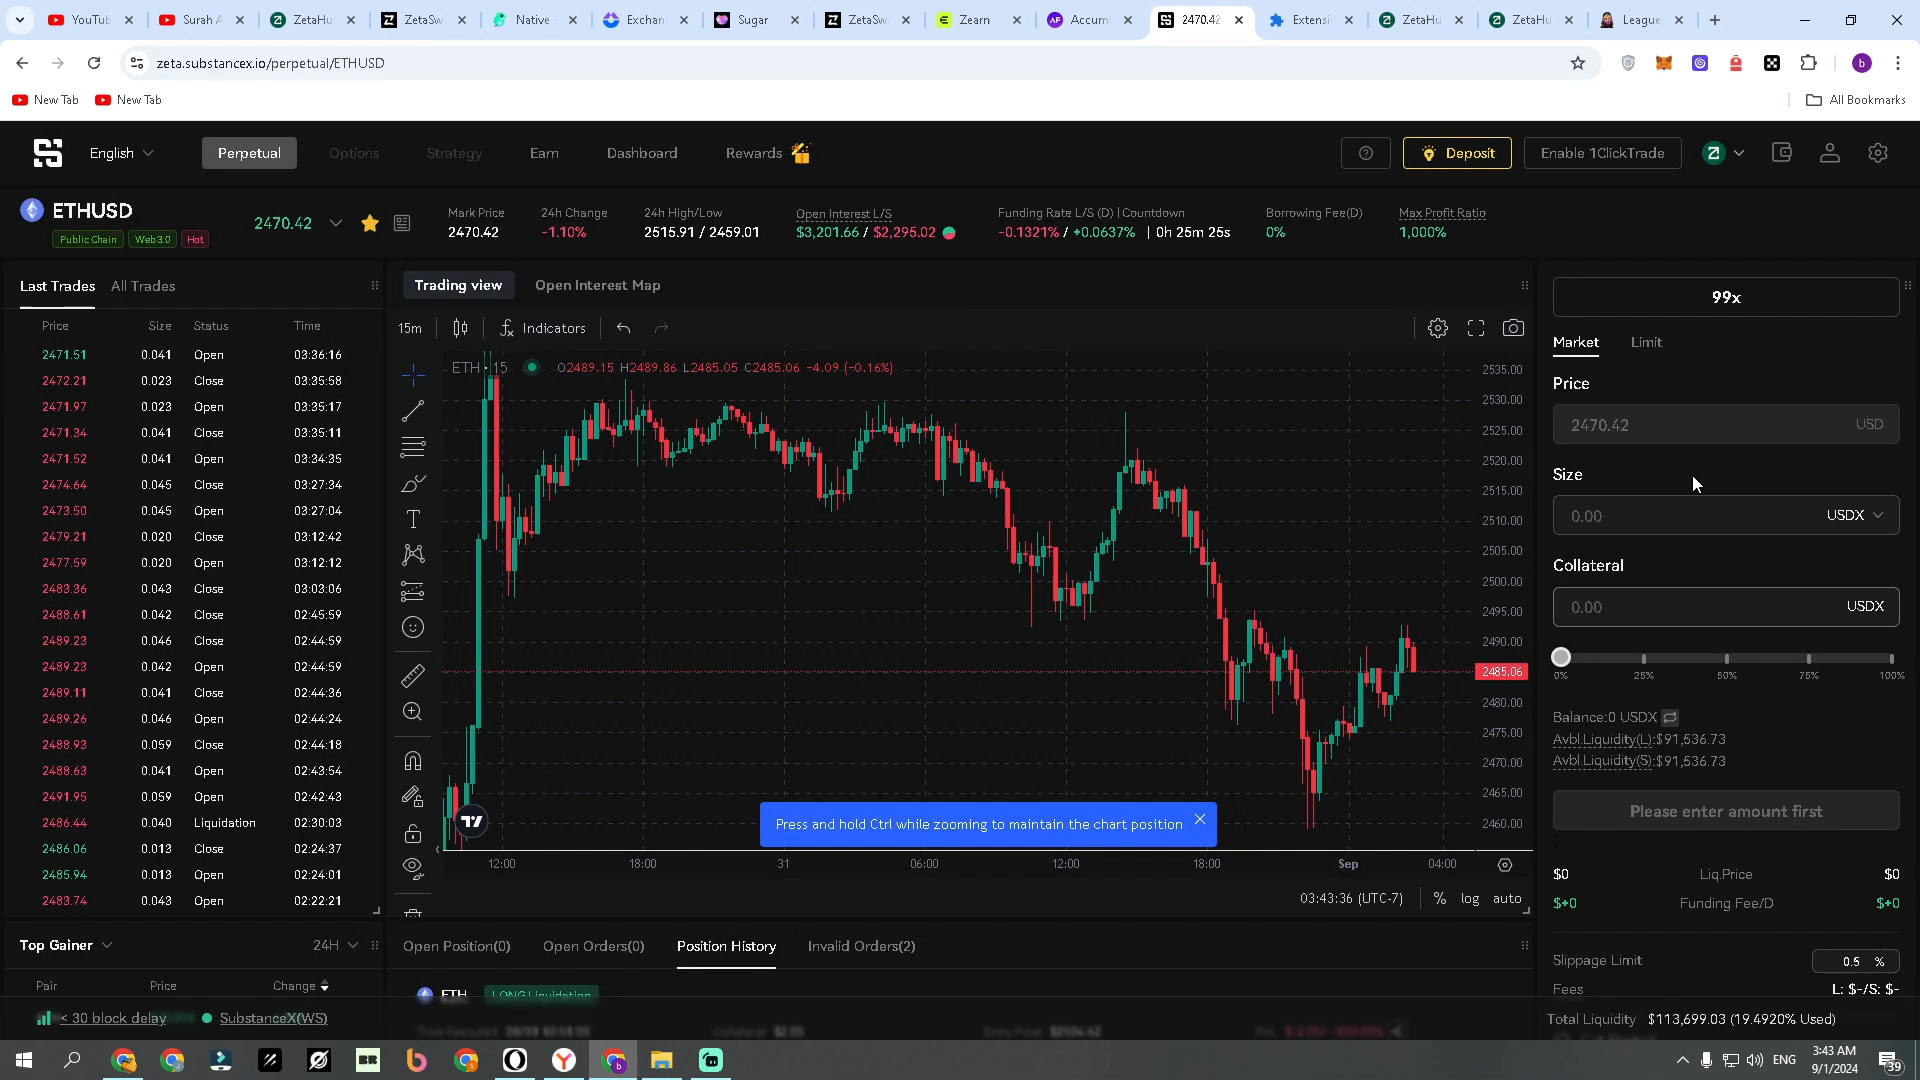 YouTub
Surah A
ZetaHu
ZetaSw
Native -
Exchan
Sugar
ZetaSw
Zearn
Accum
2470.42
Extensi
ZetaHu
ZetaHu
League
zeta.substancex.io/perpetual/ETHUSD
b
New Tab
New Tab
All Bookmarks
English
Perpetual
Options
Strategy
Earn
Dashboard
Rewards
Deposit
Enable 1ClickTrade
ETHUSD
Public Chain
Web3.0
Hot
2470.42
Mark Price
2470.42
24h Change
-1.10%
24h High/Low
2515.91 / 2459.01
Open Interest L/S
$3,201.66 / $2,295.02
Funding Rate L/S (D) | Countdown
-0.1321% / +0.0637% | 0h 25m 25s
Borrowing Fee(D)
0%
Max Profit Ratio
1,000%
Last Trades
All Trades
Price Size Status Time
2471.51 0.041 Open 03:36:16
2472.21 0.023 Close 03:35:58
2471.97 0.023 Open 03:35:17
2471.34 0.041 Close 03:35:11
2471.52 0.041 Open 03:34:35
2474.64 0.045 Close 03:27:34
2473.50 0.045 Open 03:27:04
2479.21 0.020 Close 03:12:42
2477.59 0.020 Open 03:12:12
2483.36 0.043 Close 03:03:06
2488.61 0.042 Open 02:45:59
2489.23 0.046 Close 02:44:59
2489.23 0.042 Open 02:44:59
2489.11 0.041 Close 02:44:36
2489.26 0.046 Open 02:44:24
2488.93 0.059 Close 02:44:18
2488.63 0.041 Open 02:43:54
2491.95 0.059 Open 02:42:43
2486.44 0.040 Liquidation 02:30:03
2486.06 0.013 Close 02:24:37
2485.94 0.013 Open 02:24:01
2483.74 0.043 Open 02:22:21
Top Gainer
24H
Pair Price Change
< 30 block delay
SubstanceX(WS)
Trading view
Open Interest Map
15m
Indicators
ETH · 15
O2489.15 H2489.86 L2485.05 C2485.06 -4.09 (-0.16%)
2535.00
2530.00
2525.00
2520.00
2515.00
2510.00
2505.00
2500.00
2495.00
2490.00
2485.06
2480.00
2475.00
2470.00
2465.00
2460.00
Press and hold Ctrl while zooming to maintain the chart position
12:00 18:00 31 06:00 12:00 18:00 Sep 04:00
03:43:36 (UTC-7)
% log auto
Open Position(0)
Open Orders(0)
Position History
Invalid Orders(2)
ETH
LONG Liquidation
99x
Market
Limit
Price
2470.42 USD
Size
0.00 USDX
Collateral
0.00 USDX
0% 25% 50% 75% 100%
Balance:0 USDX
Avbl.Liquidity(L):$91,536.73
Avbl.Liquidity(S):$91,536.73
Please enter amount first
$0 Liq.Price $0
$+0 Funding Fee/D $+0
Slippage Limit 0.5 %
Fees L: $-/S: $-
Total Liquidity $113,699.03 (19.4920% Used)
ENG
3:43 AM
9/1/2024
39